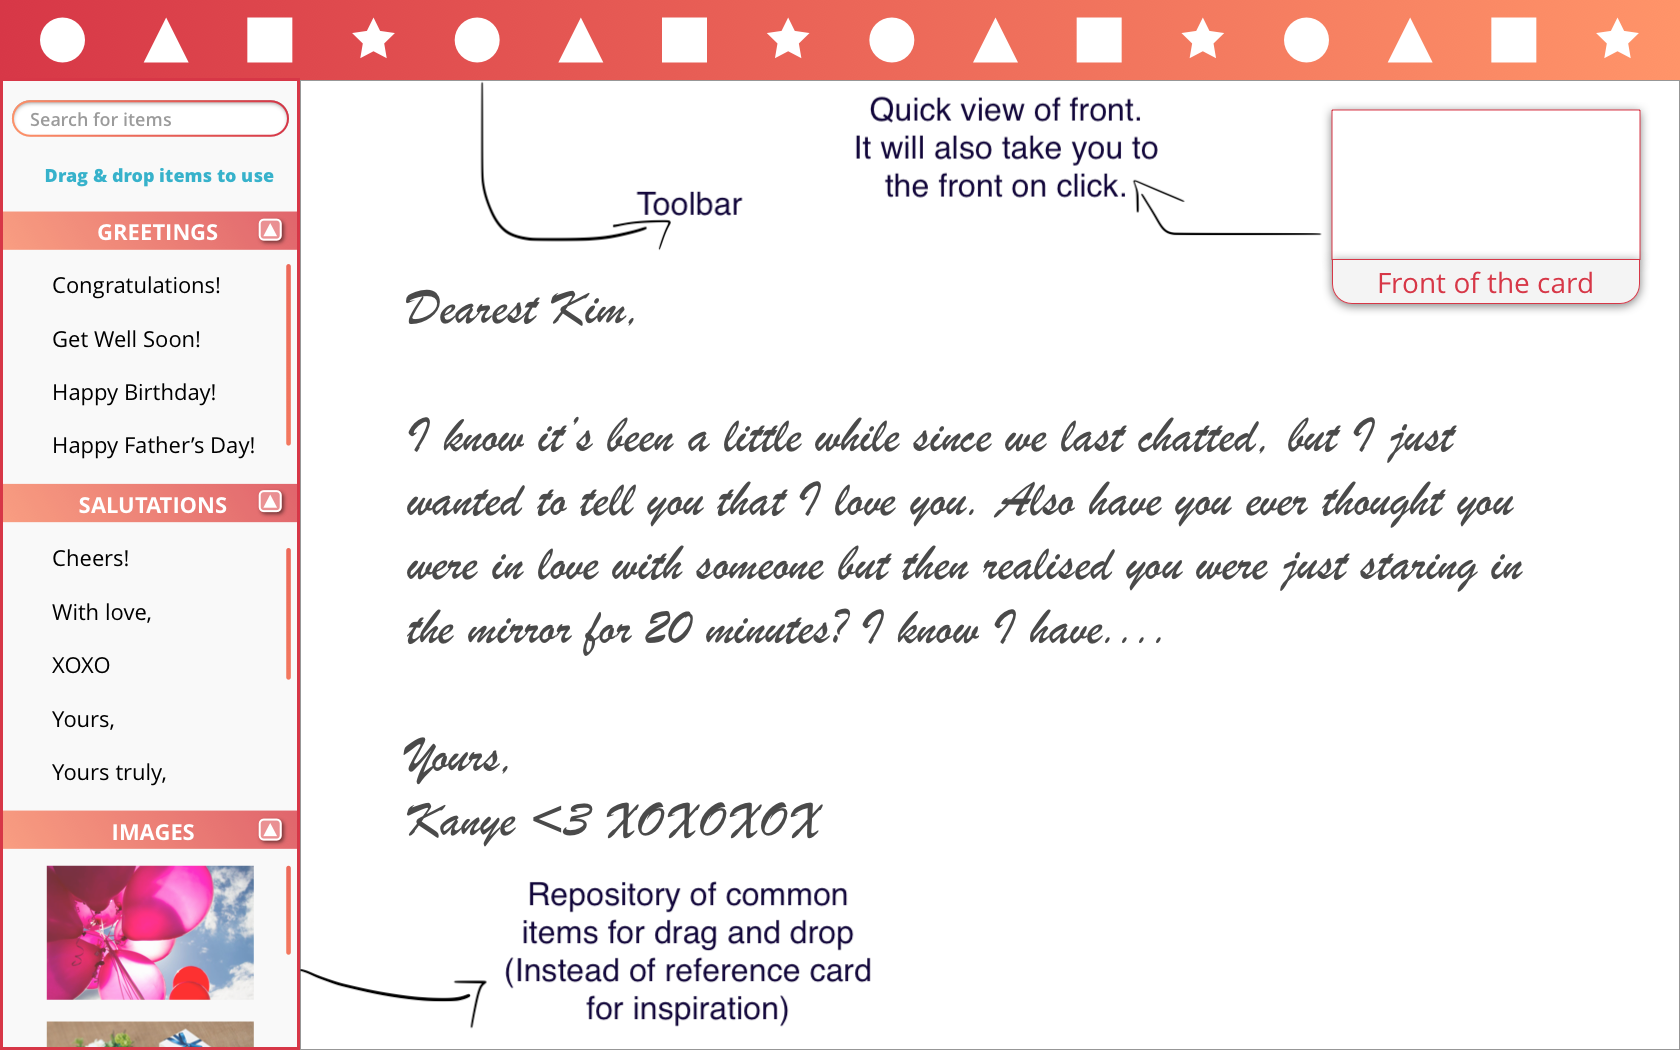 Search for items
Drag & drop items to use
GREETINGS
Congratulations!
Get Well Soon!
Happy Birthday!
Happy Father’s Day!
SALUTATIONS
Cheers!
With love,
XOXO
Yours,
Yours truly,
IMAGES
Toolbar
Quick view of front.
It will also take you to
the front on click.
Front of the card
Dearest Kim,
I know it’s been a little while since we last chatted, but I just
wanted to tell you that I love you. Also have you ever thought you
were in love with someone but then realised you were just staring in
the mirror for 20 minutes? I know I have....
Yours,
Kanye <3 XOXOXOX
Repository of common
items for drag and drop
(Instead of reference card
for inspiration)